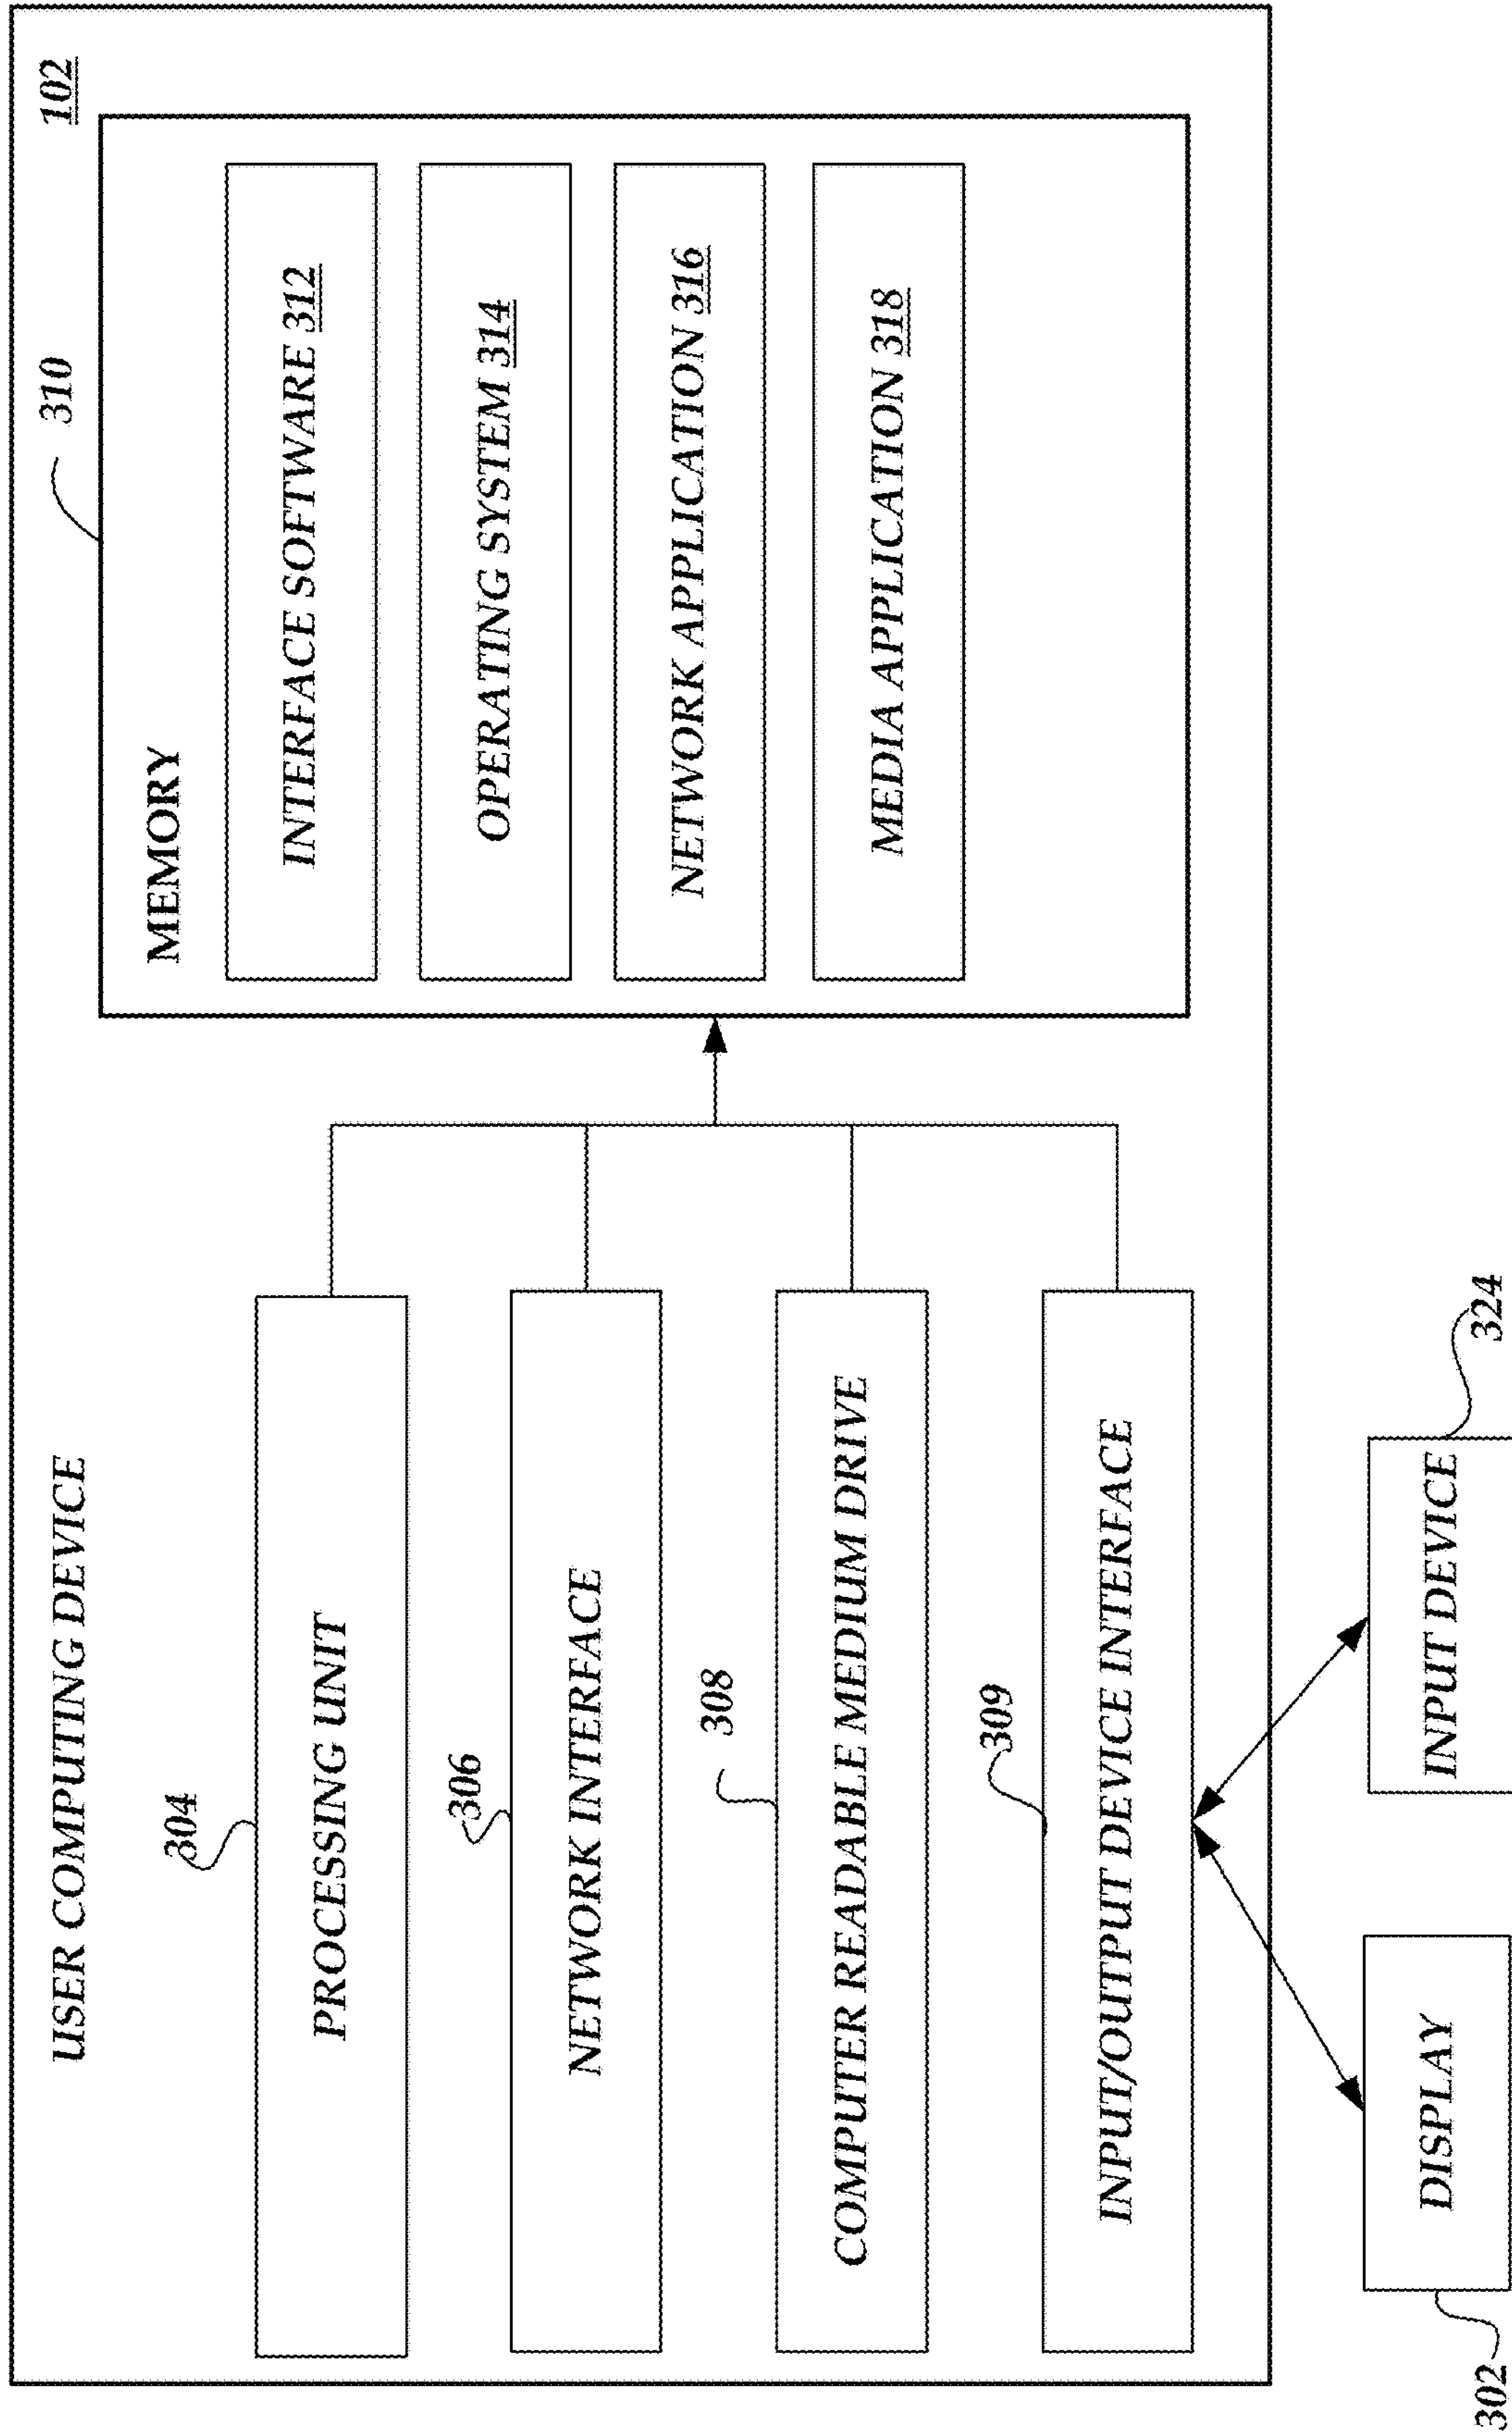 USER COMPUTING DEVICE
102
310
304
PROCESSING UNIT
306
NETWORK INTERFACE
308
COMPUTER READABLE MEDIUM DRIVE
309
INPUT/OUTPUT DEVICE INTERFACE
MEMORY
INTERFACE SOFTWARE 312
OPERATING SYSTEM 314
NETWORK APPLICATION 316
MEDIA APPLICATION 318
302
DISPLAY
INPUT DEVICE
324